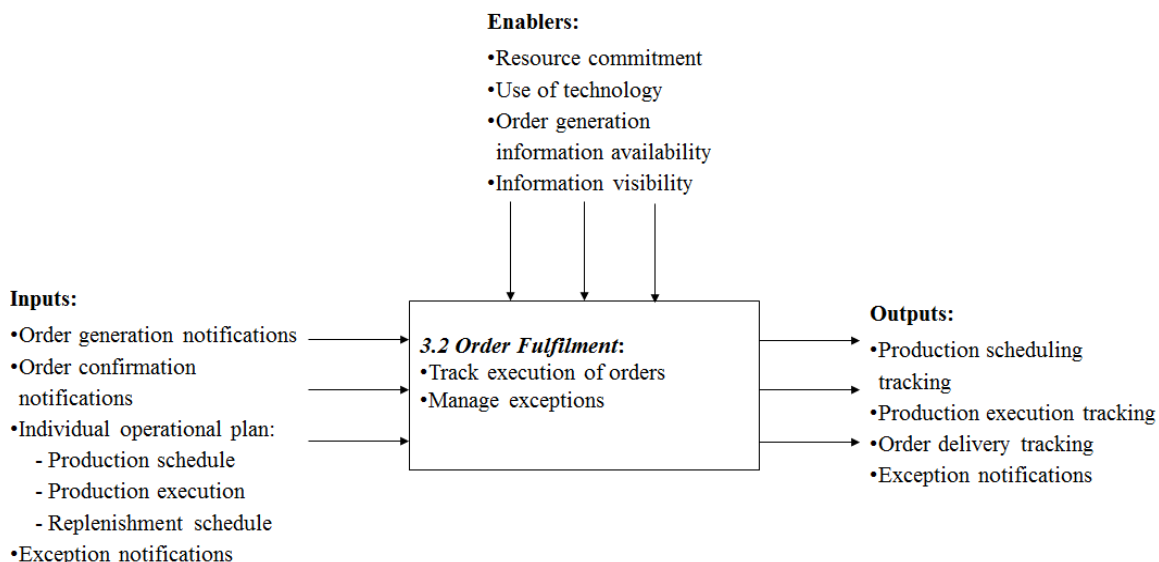 Enablers:
•Resource commitment
•Use of technology
•Order generation
information availability
•Information visibility
Inputs:
•Order generation notifications
•Order confirmation
notifications
•Individual operational plan:
- Production schedule
- Production execution
- Replenishment schedule
•Exception notifications
3.2 Order Fulfilment:
•Track execution of orders
•Manage exceptions
Outputs:
•Production scheduling
tracking
•Production execution tracking
•Order delivery tracking
•Exception notifications